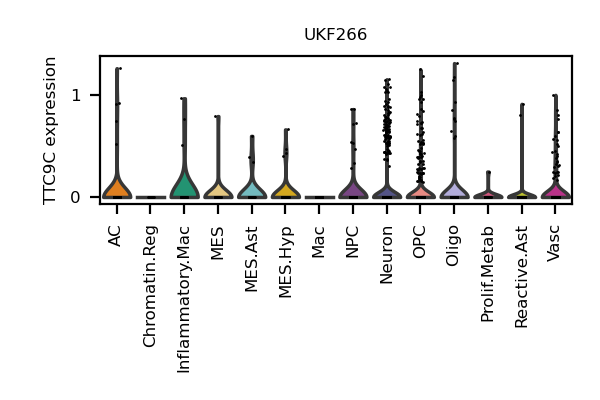 UKF266
TTC9C expression
1
0
AC
Chromatin.Reg
Inflammatory.Mac
MES
MES.Ast
MES.Hyp
Mac
NPC
Neuron
OPC
Oligo
Prolif.Metab
Reactive.Ast
Vasc